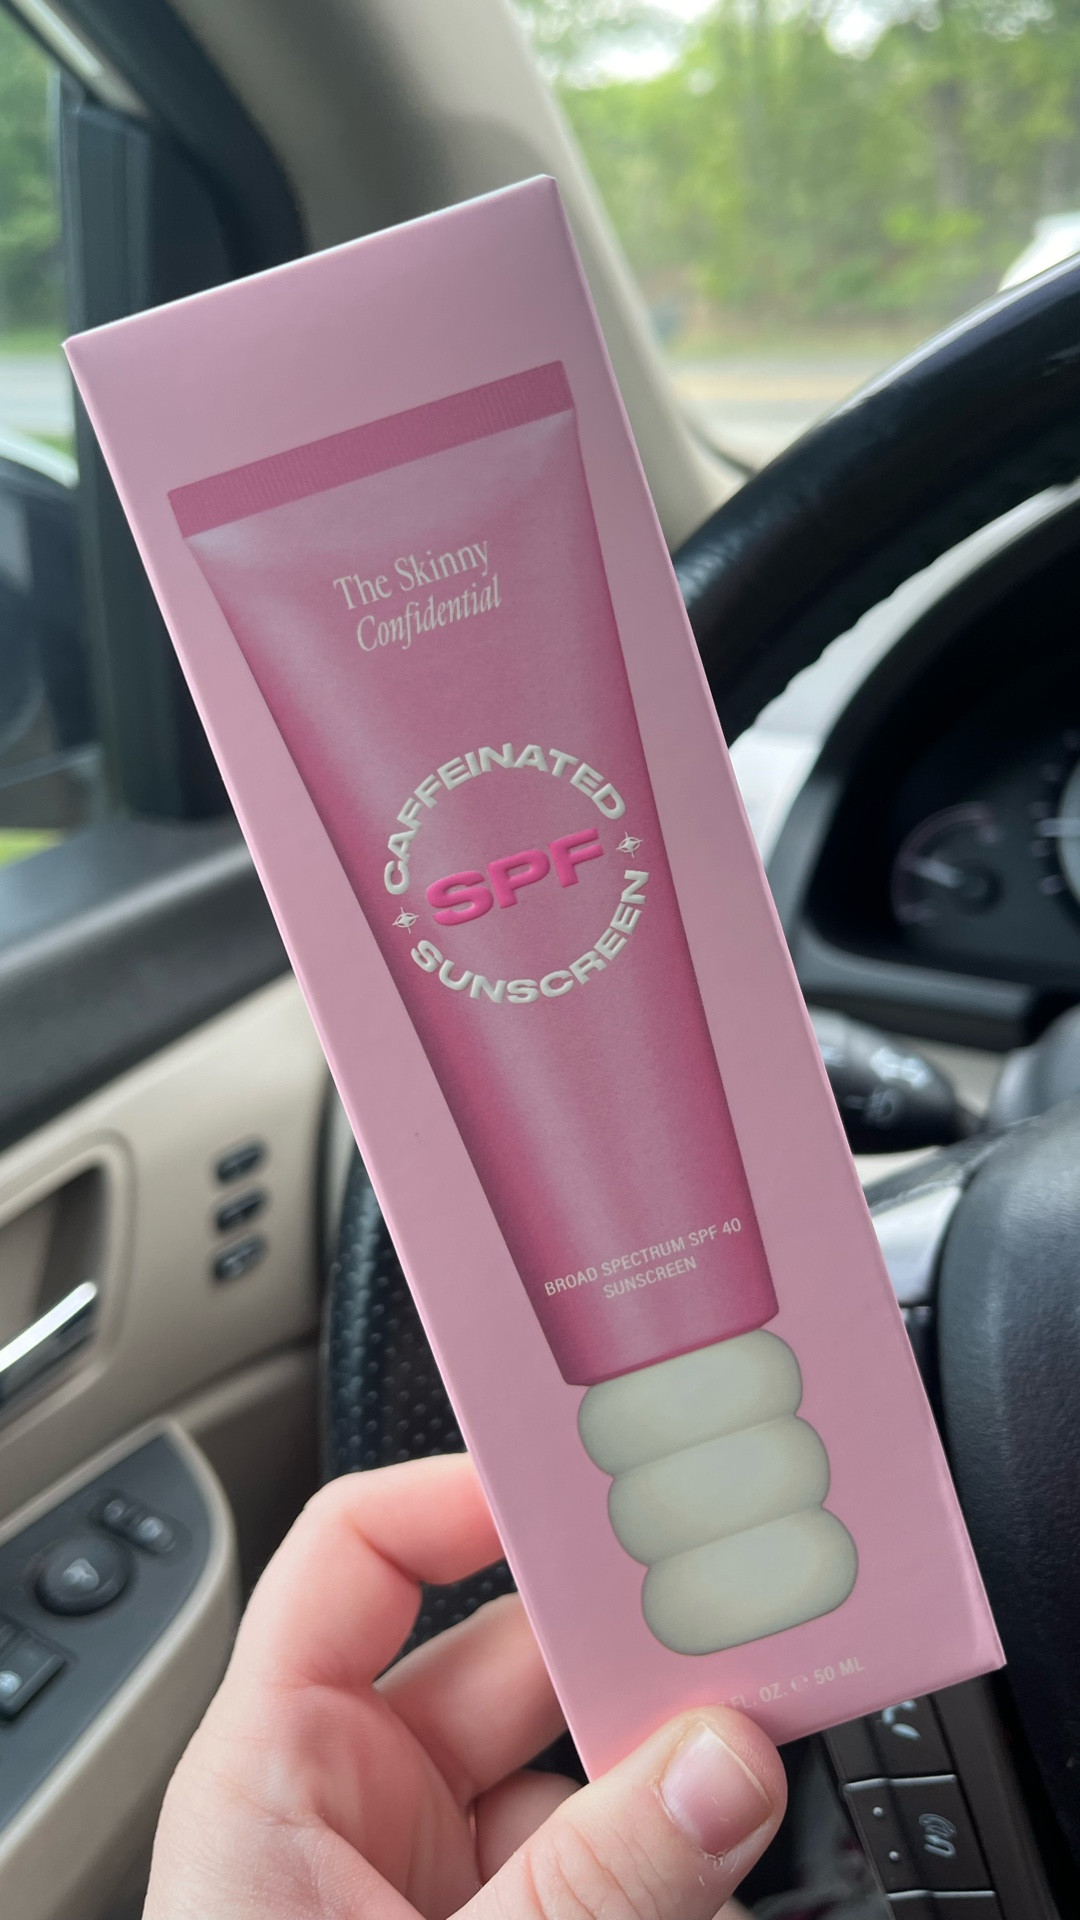 The Skinny
Confidential
CAFFEINATED
SPF
SUNSCREEN
BROAD SPECTRUM SPF 40
SUNSCREEN
FL. OZ. ℮ 50 ML